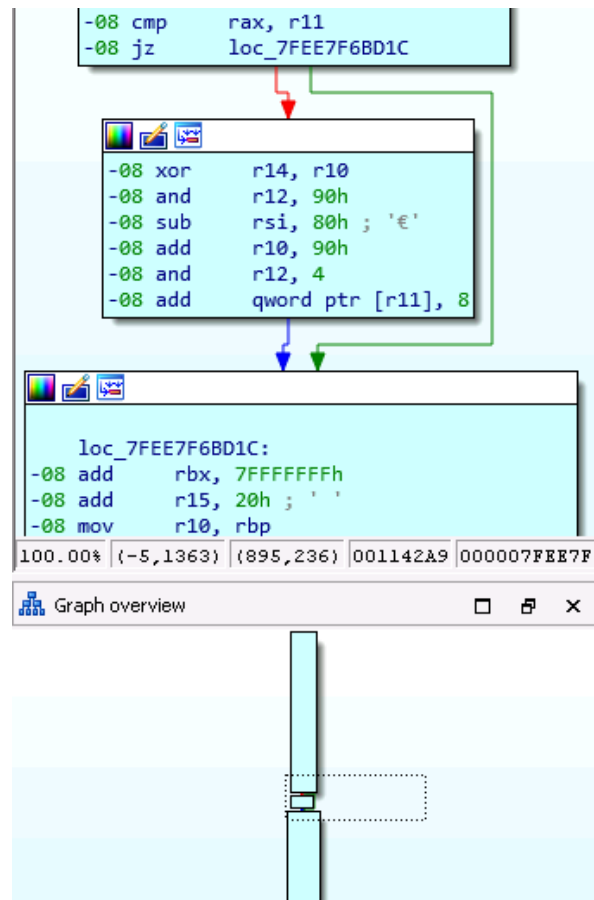 -08 cmp rax, r11
-08 jz loc_7FEE7F6BD1C
-08 xor r14, r10
-08 and r12, 90h
-08 sub rsi, 80h ; '€'
-08 add r10, 90h
-08 and r12, 4
-08 add qword ptr [r11], 8
loc_7FEE7F6BD1C:
-08 add rbx, 7FFFFFFFh
-08 add r15, 20h ; ' '
-08 mov r10, rbp
100.00% (-5,1363) (895,236) 001142A9 000007FEE7F
Graph overview